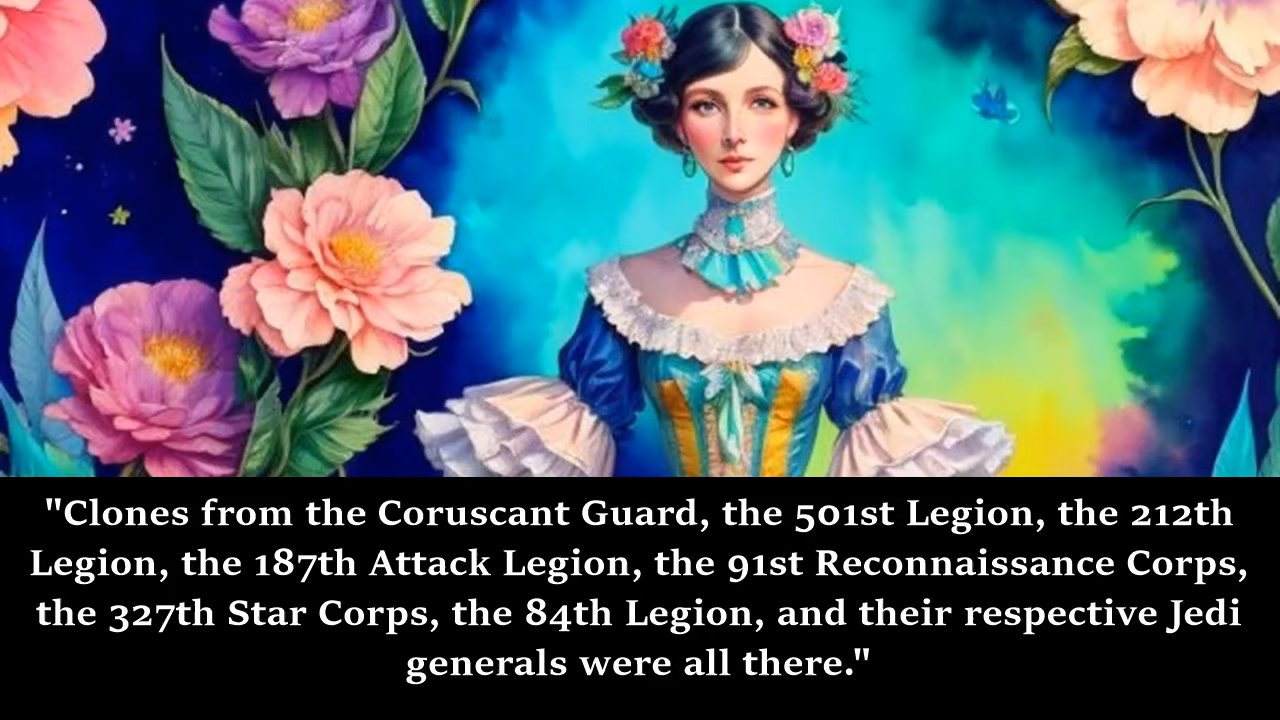 "Clones from the Coruscant Guard, the 501st Legion, the 212th
Legion, the 187th Attack Legion, the 91st Reconnaissance Corps,
the 327th Star Corps, the 84th Legion, and their respective Jedi
generals were all there."